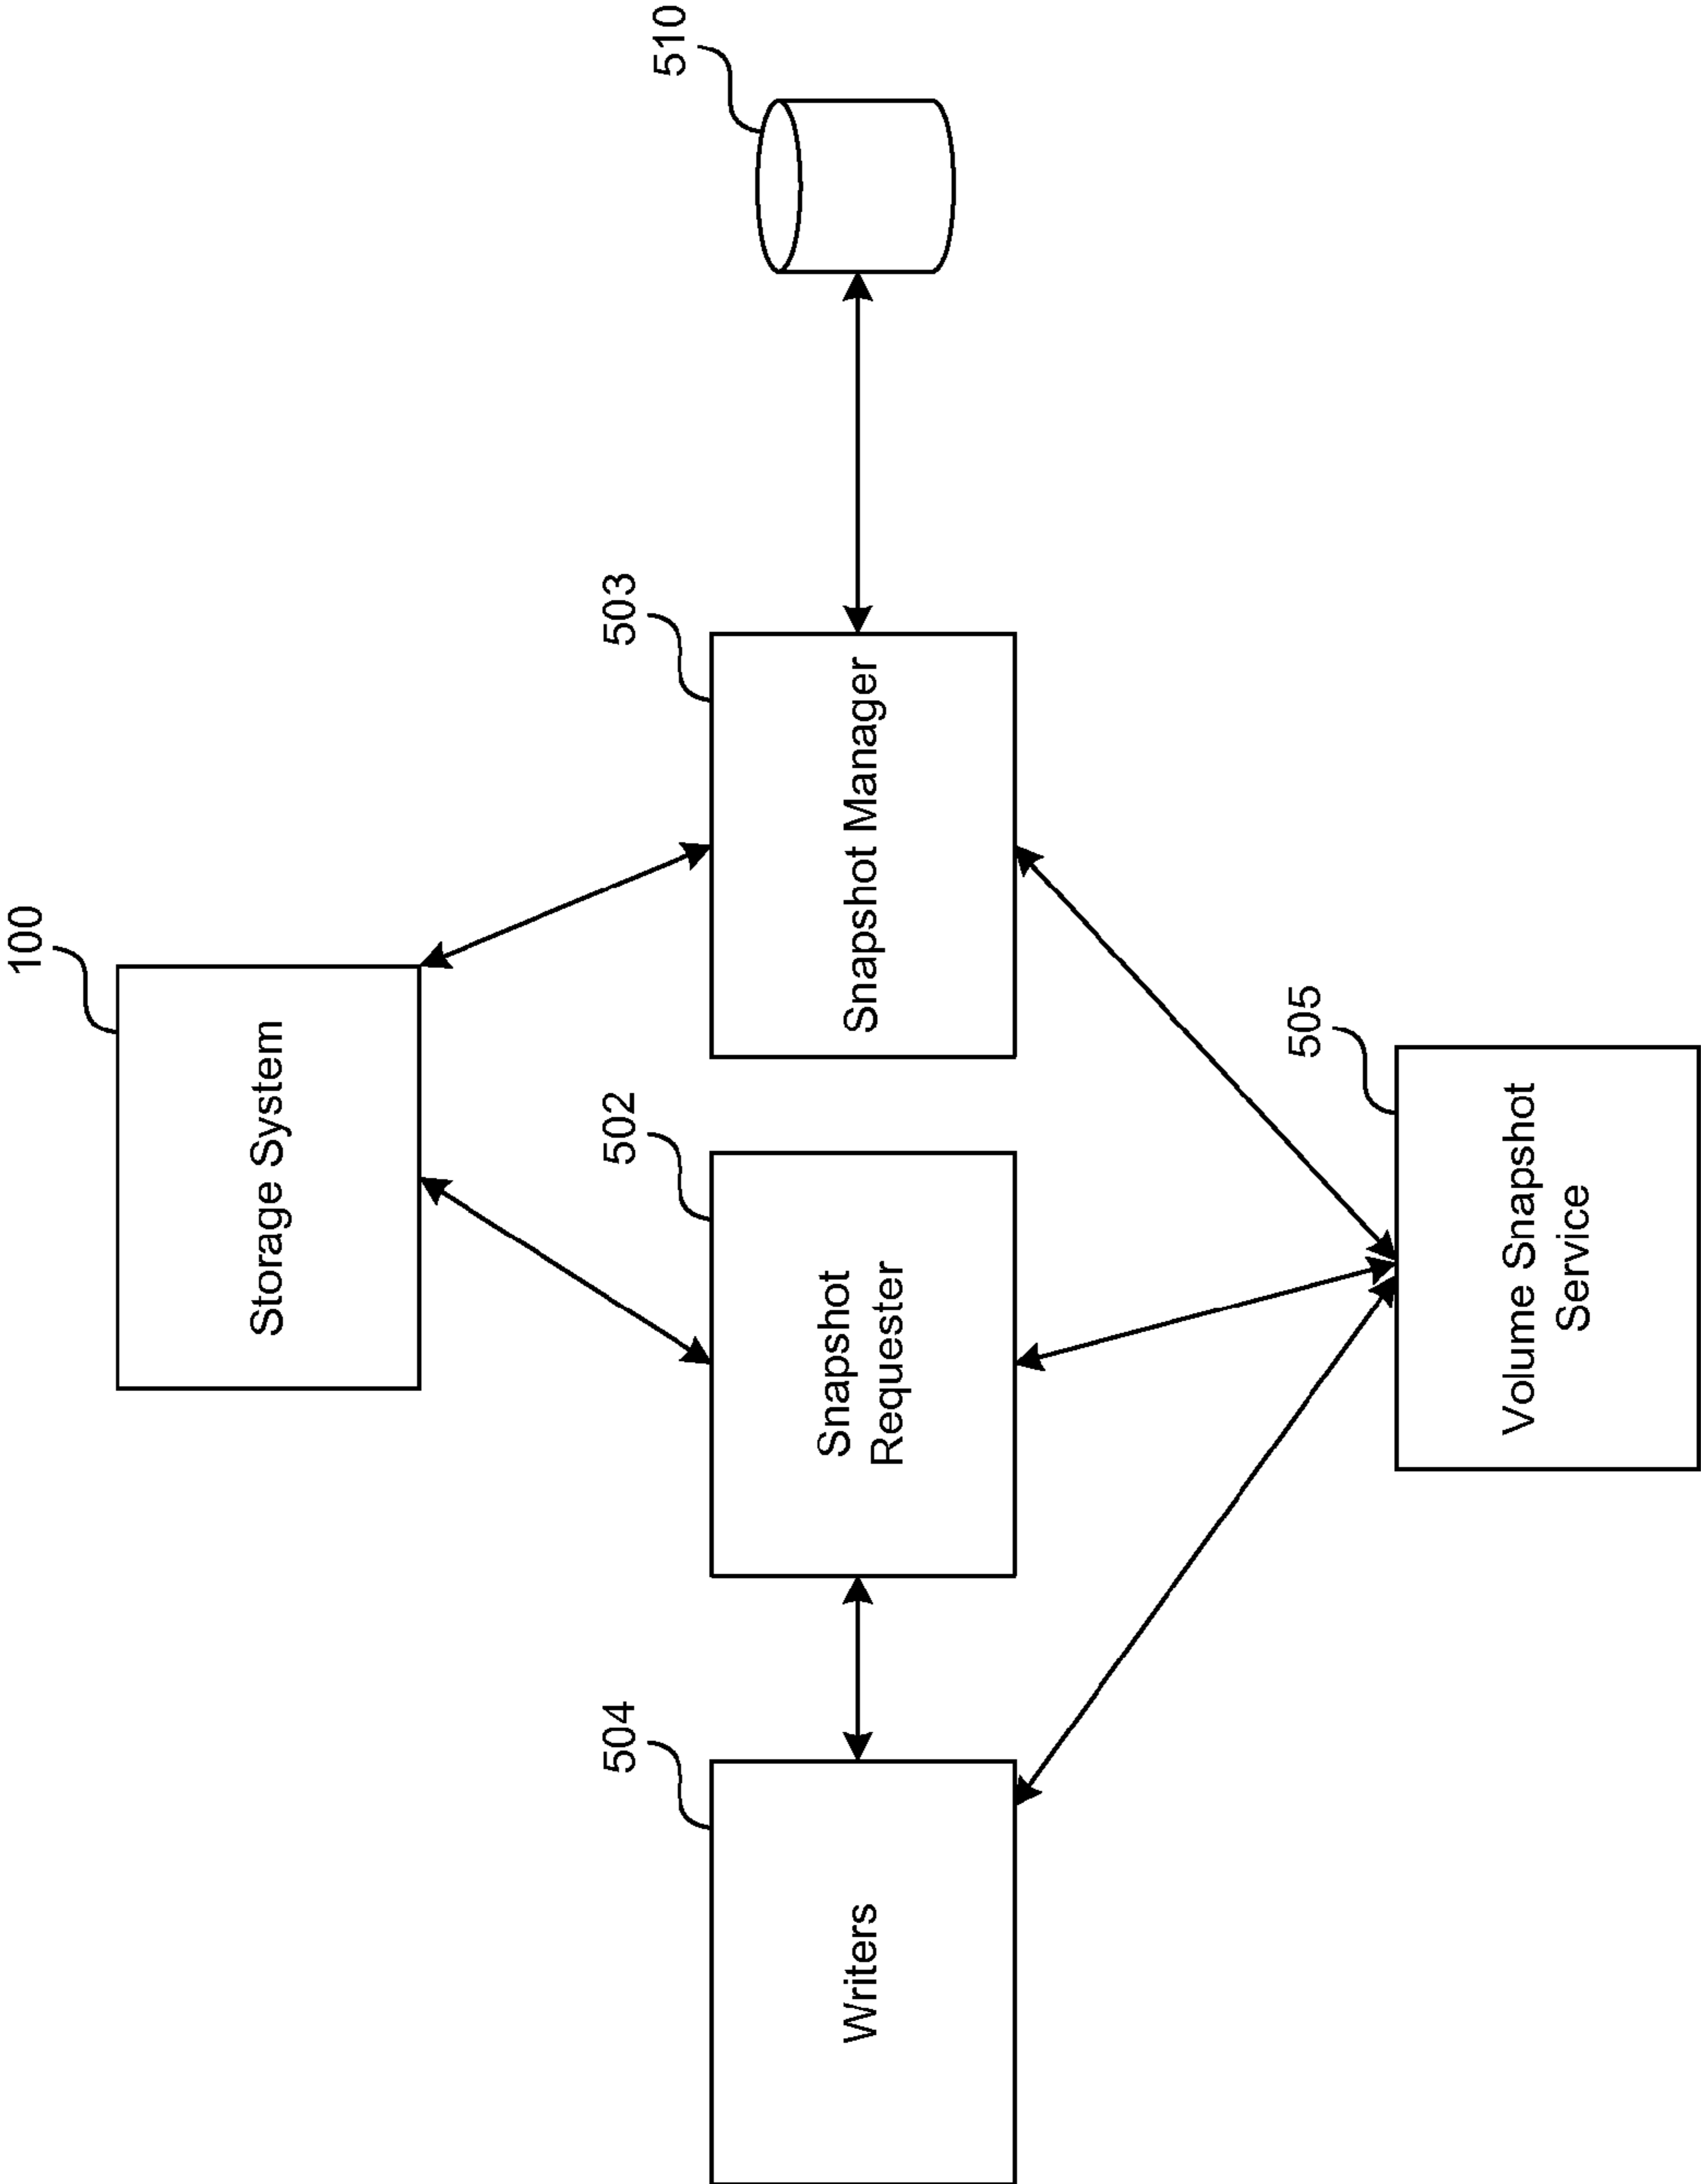 100
Storage System
504
502
503
510
Writers
Snapshot
Requester
Snapshot Manager
505
Volume Snapshot
Service